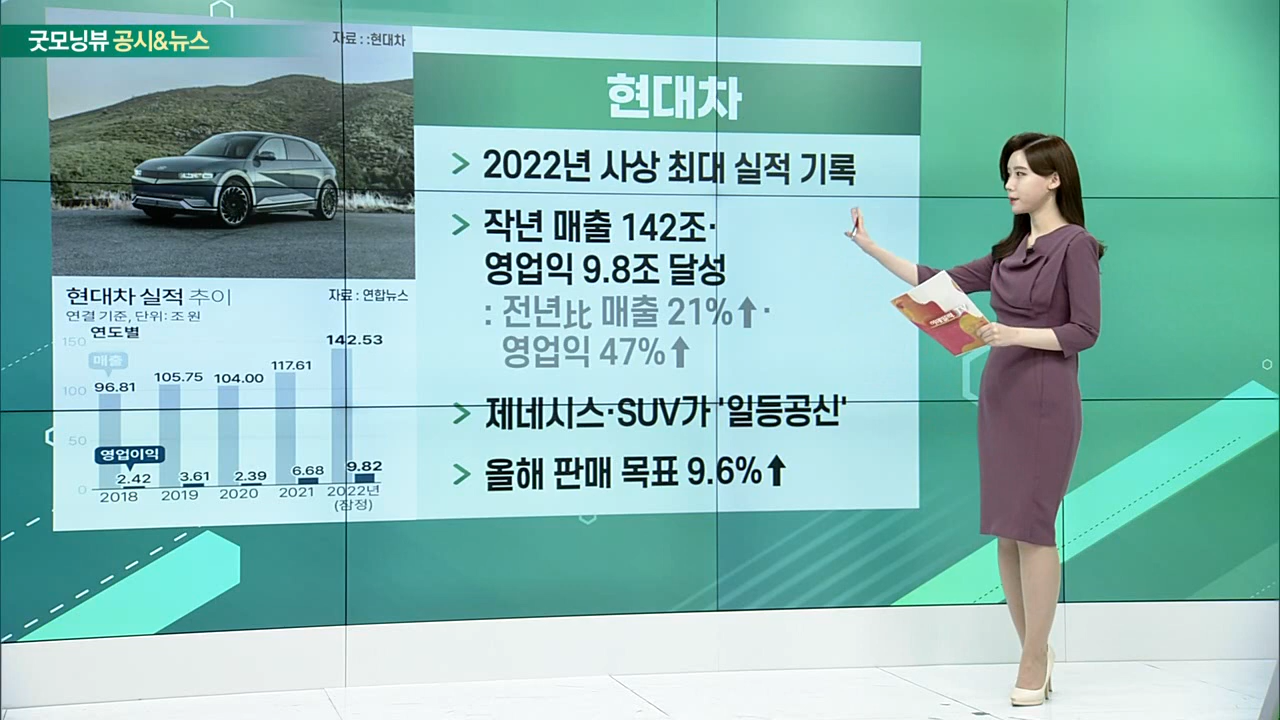 굿모닝뷰 공시&뉴스
자료 : :현대차
현대차
> 2022년 사상 최대 실적 기록
> 작년 매출 142조·
영업익 9.8조 달성
: 전년比 매출 21%⬆·
영업익 47%⬆
> 제네시스·SUV가 '일등공신'
> 올해 판매 목표 9.6%⬆
현대차 실적 추이
자료 : 연합뉴스
연결 기준, 단위: 조 원
연도별
150
142.53
매출
117.61
105.75
104.00
96.81
100
50
영업이익
9.82
6.68
3.61
2.39
2.42
0
2018
2019
2020
2021
2022년
(잠정)